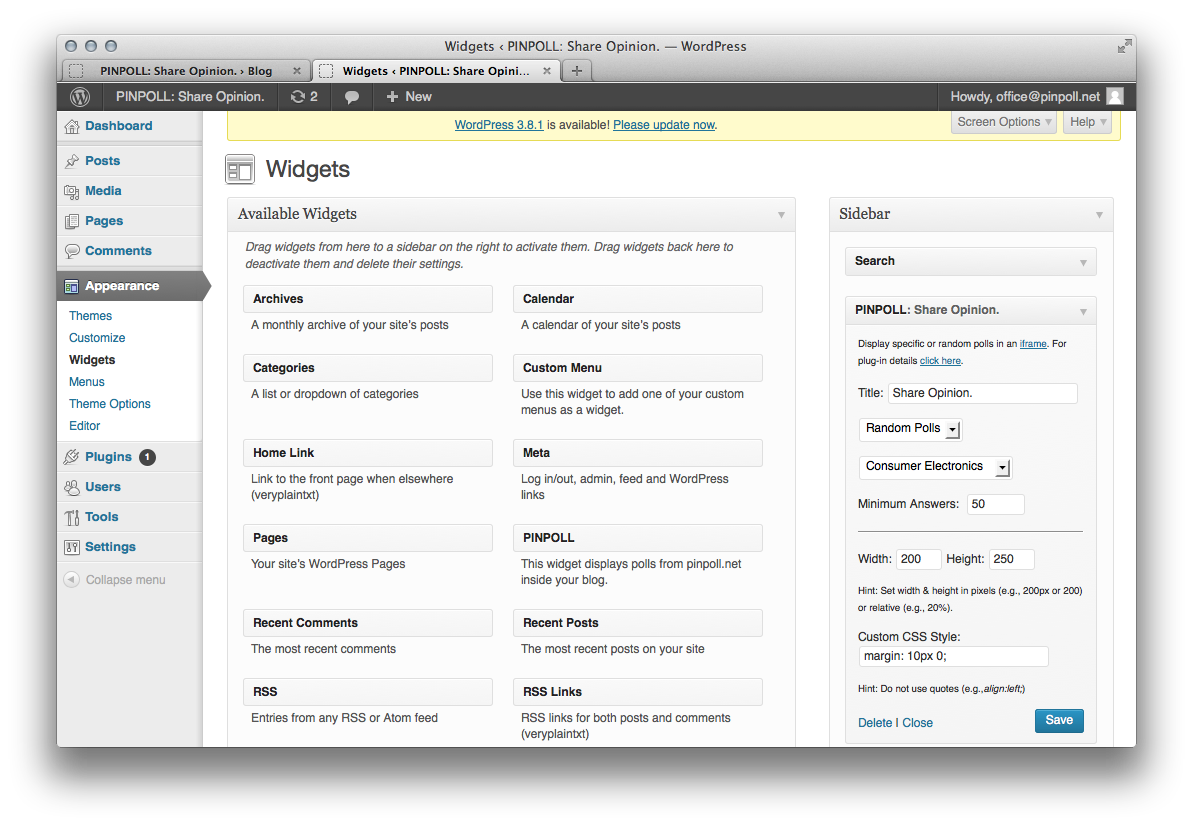 Widgets ‹ PINPOLL: Share Opinion. — WordPress
PINPOLL: Share Opinion. › Blog
Widgets ‹ PINPOLL: Share Opini...
PINPOLL: Share Opinion.
2
New
Howdy, office@pinpoll.net
Dashboard
Posts
Media
Pages
Comments
Appearance
Themes
Customize
Widgets
Menus
Theme Options
Editor
Plugins 1
Users
Tools
Settings
Collapse menu
WordPress 3.8.1 is available! Please update now.
Screen Options
Help
Widgets
Available Widgets
Drag widgets from here to a sidebar on the right to activate them. Drag widgets back here to
deactivate them and delete their settings.
Archives
A monthly archive of your site's posts
Calendar
A calendar of your site's posts
Categories
A list or dropdown of categories
Custom Menu
Use this widget to add one of your custom
menus as a widget.
Home Link
Link to the front page when elsewhere
(veryplaintxt)
Meta
Log in/out, admin, feed and WordPress
links
Pages
Your site's WordPress Pages
PINPOLL
This widget displays polls from pinpoll.net
inside your blog.
Recent Comments
The most recent comments
Recent Posts
The most recent posts on your site
RSS
Entries from any RSS or Atom feed
RSS Links
RSS links for both posts and comments
(veryplaintxt)
Sidebar
Search
PINPOLL: Share Opinion.
Display specific or random polls in an iframe. For
plug-in details click here.
Title: Share Opinion.
Random Polls
Consumer Electronics
Minimum Answers: 50
Width: 200 Height: 250
Hint: Set width & height in pixels (e.g., 200px or 200)
or relative (e.g., 20%).
Custom CSS Style:
margin: 10px 0;
Hint: Do not use quotes (e.g.,align:left;)
Delete | Close
Save